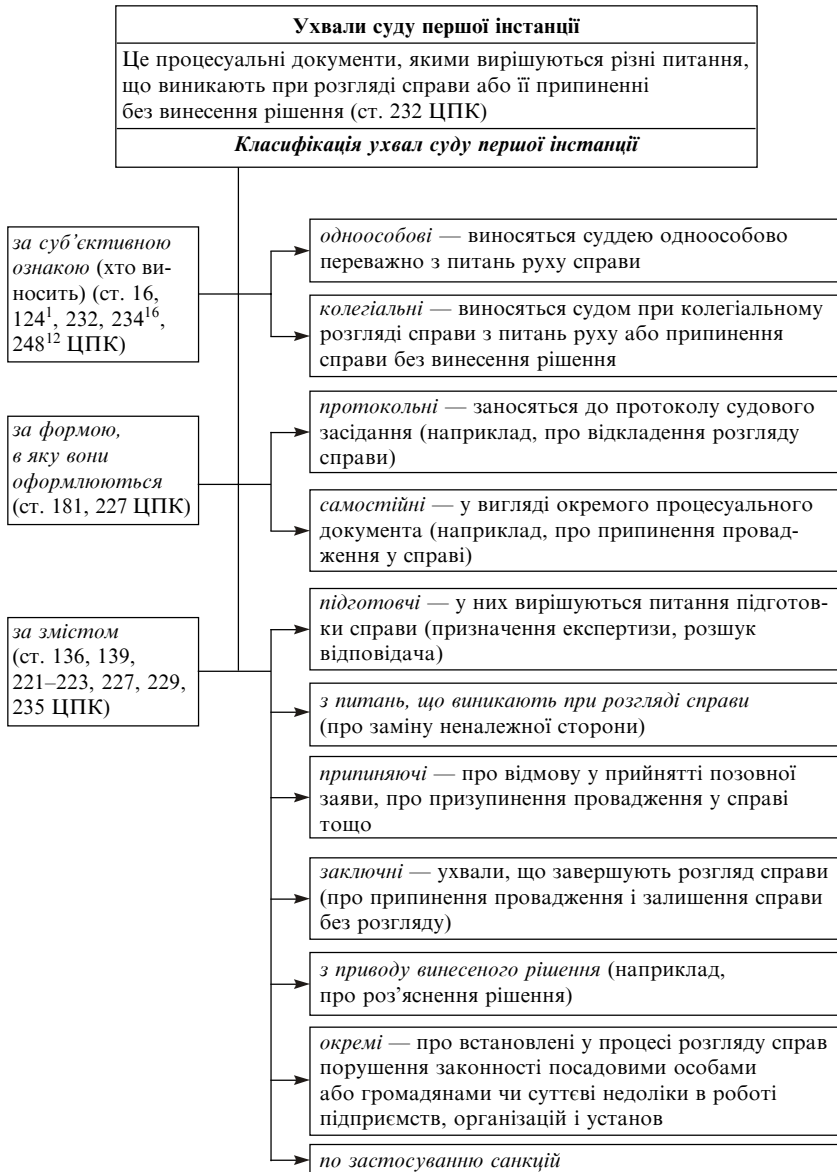 Ухвали суду першої інстанції
Це процесуальні документи, якими вирішуються різні питання,
що виникають при розгляді справи або її припиненні
без винесення рішення (ст. 232 ЦПК)
Класифікація ухвал суду першої інстанції
за суб’єктивною
ознакою (хто ви-
носить) (ст. 16,
124¹, 232, 234¹⁶,
248¹² ЦПК)
одноособові — виносяться суддею одноособово
переважно з питань руху справи
колегіальні — виносяться судом при колегіальному
розгляді справи з питань руху або припинення
справи без винесення рішення
за формою,
в яку вони
оформлюються
(ст. 181, 227 ЦПК)
протокольні — заносяться до протоколу судового
засідання (наприклад, про відкладення розгляду
справи)
самостійні — у вигляді окремого процесуального
документа (наприклад, про припинення провад-
ження у справі)
за змістом
(ст. 136, 139,
221–223, 227, 229,
235 ЦПК)
підготовчі — у них вирішуються питання підготов-
ки справи (призначення експертизи, розшук
відповідача)
з питань, що виникають при розгляді справи
(про заміну неналежної сторони)
припиняючі — про відмову у прийнятті позовної
заяви, про призупинення провадження у справі
тощо
заключні — ухвали, що завершують розгляд справи
(про припинення провадження і залишення справи
без розгляду)
з приводу винесеного рішення (наприклад,
про роз’яснення рішення)
окремі — про встановлені у процесі розгляду справ
порушення законності посадовими особами
або громадянами чи суттєві недоліки в роботі
підприємств, організацій і установ
по застосуванню санкцій